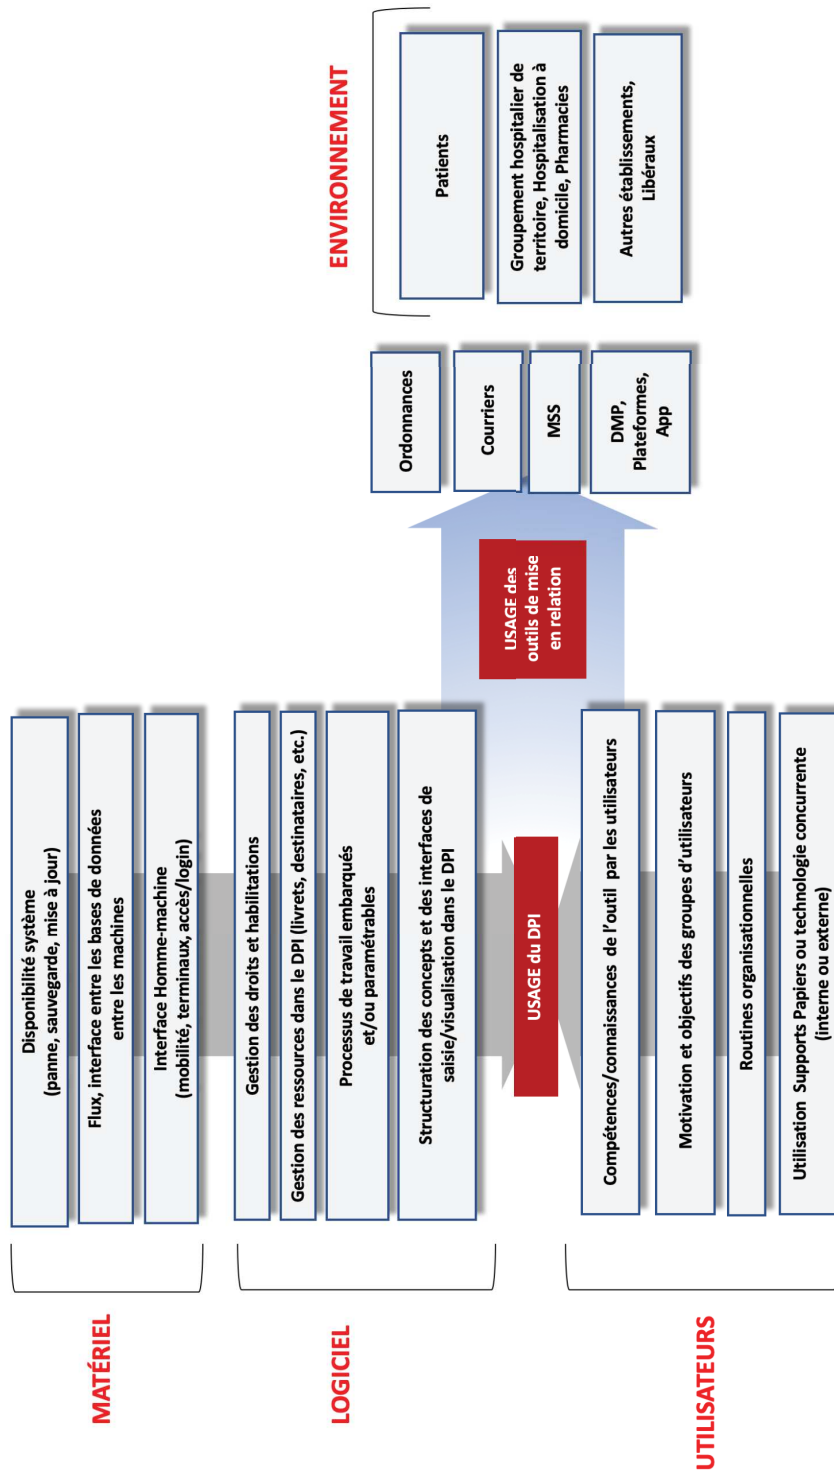 MATÉRIEL
Disponibilité système
(panne, sauvegarde, mise à jour)
Flux, interface entre les bases de données
entre les machines
Interface Homme-machine
(mobilité, terminaux, accès/login)
LOGICIEL
Gestion des droits et habilitations
Gestion des ressources dans le DPI (livrets, destinataires, etc.)
Processus de travail embarqués
et/ou paramétrables
Structuration des concepts et des interfaces de
saisie/visualisation dans le DPI
USAGE du DPI
UTILISATEURS
Compétences/connaissances de l'outil par les utilisateurs
Motivation et objectifs des groupes d'utilisateurs
Routines organisationnelles
Utilisation Supports Papiers ou technologie concurrente
(interne ou externe)
USAGE des
outils de mise
en relation
Ordonnances
Courriers
MSS
DMP,
Plateformes,
App
ENVIRONNEMENT
Patients
Groupement hospitalier de
territoire, Hospitalisation à
domicile, Pharmacies
Autres établissements,
Libéraux